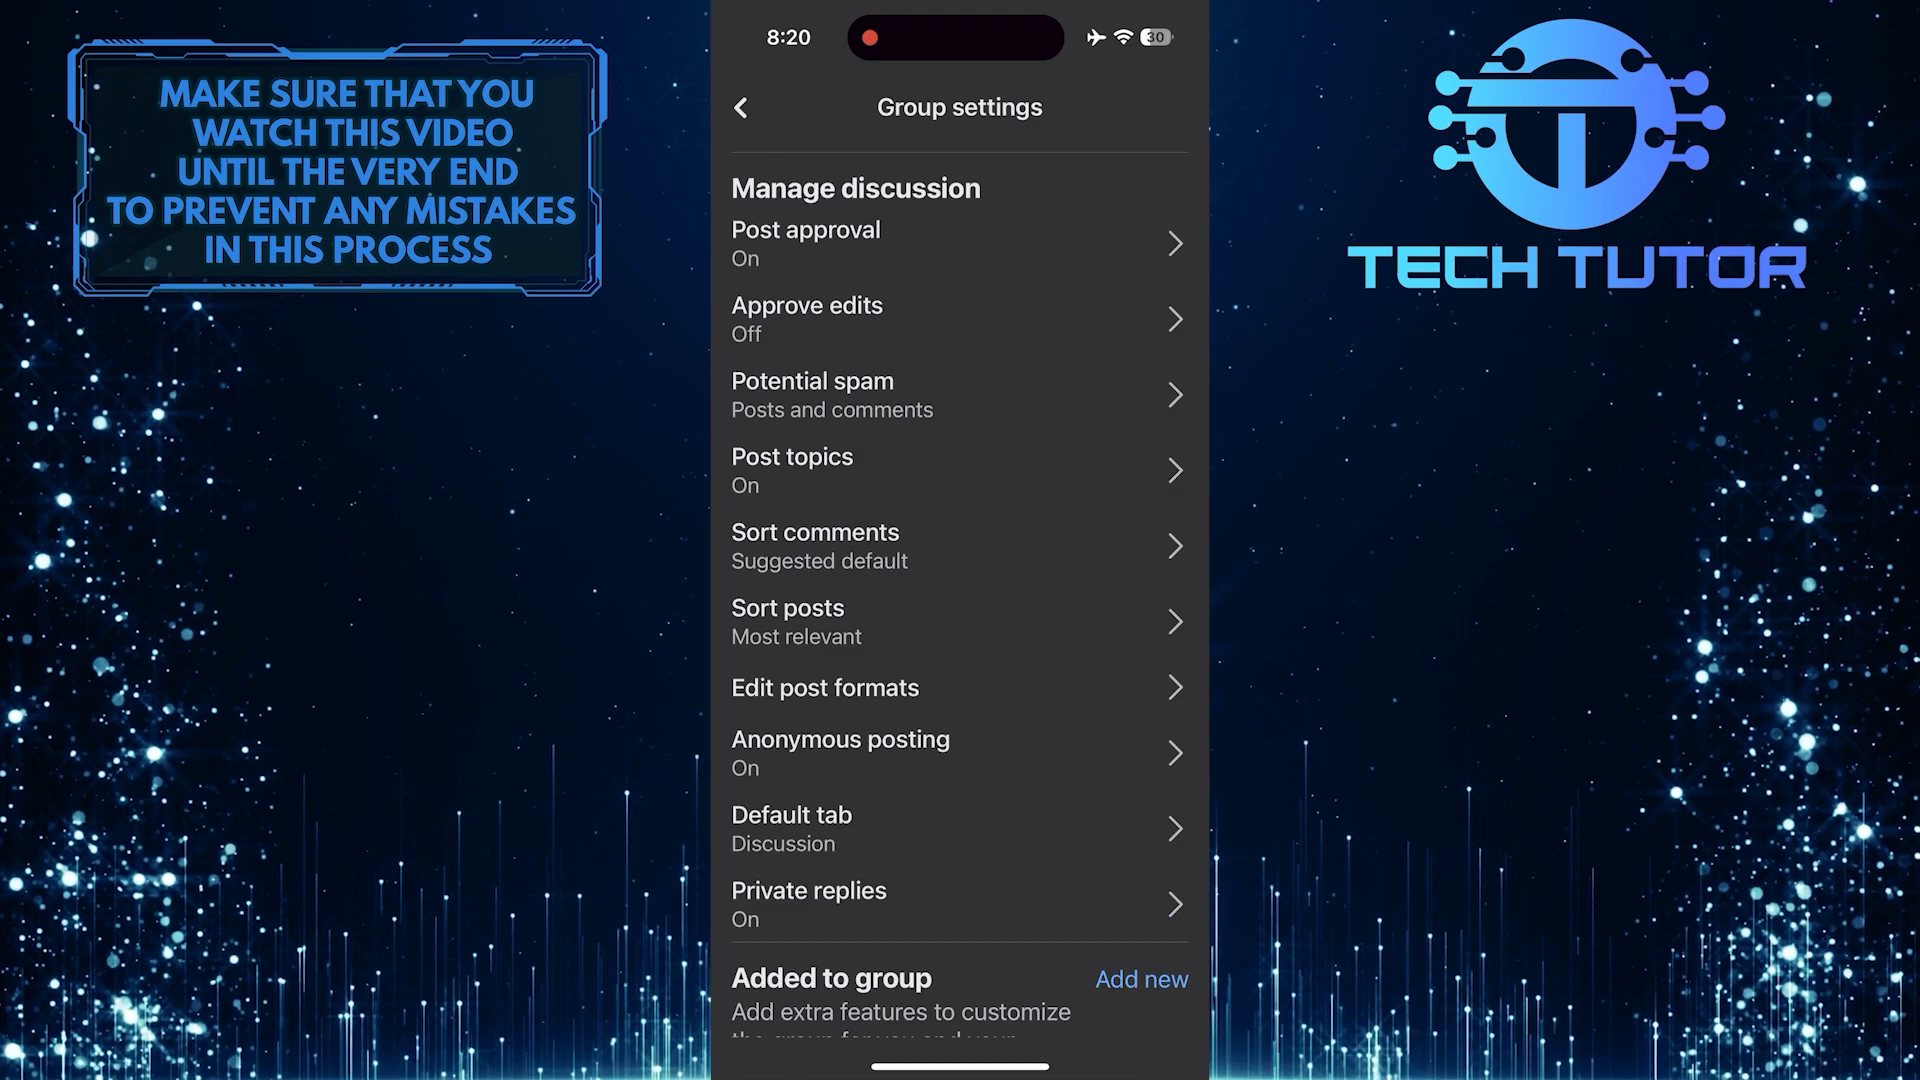 MAKE SURE THAT YOU
WATCH THIS VIDEO
UNTIL THE VERY END
TO PREVENT ANY MISTAKES
IN THIS PROCESS
8:20
30
Group settings
Manage discussion
Post approval
On
Approve edits
Off
Potential spam
Posts and comments
Post topics
On
Sort comments
Suggested default
Sort posts
Most relevant
Edit post formats
Anonymous posting
On
Default tab
Discussion
Private replies
On
Added to group
Add new
Add extra features to customize
TECH TUTOR